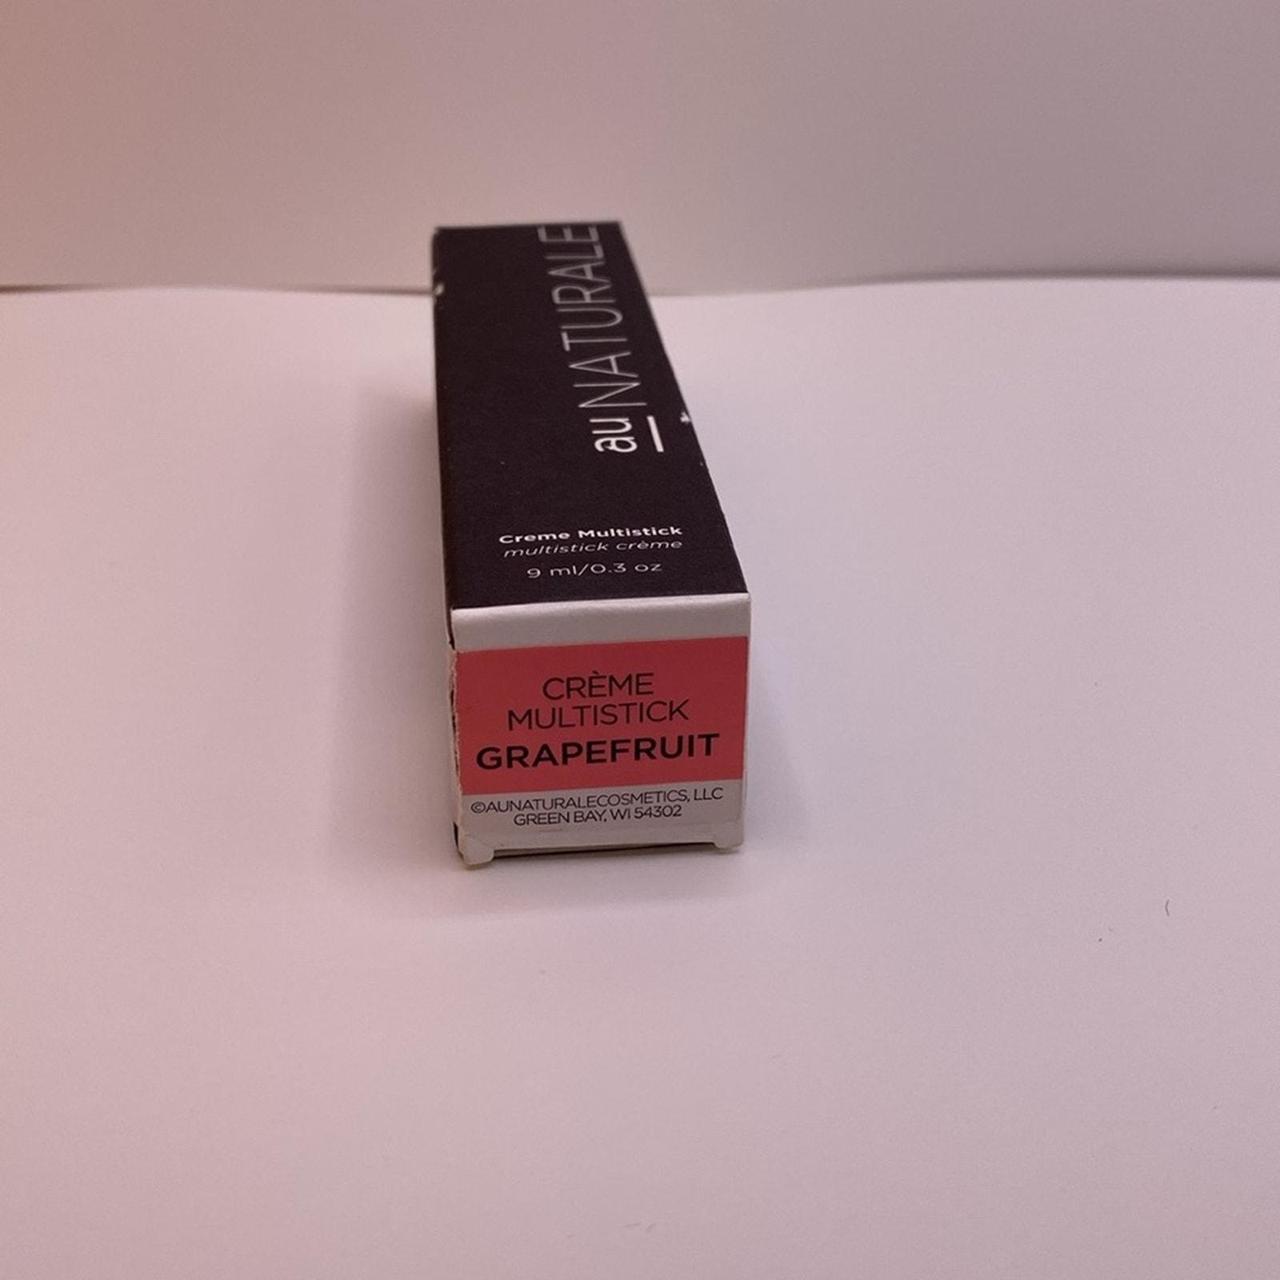 au NATURALE
Creme Multistick
multistick crème
9 ml/0.3 oz
CRÈME
MULTISTICK
GRAPEFRUIT
©AUNATURALECOSMETICS, LLC
GREEN BAY, WI 54302